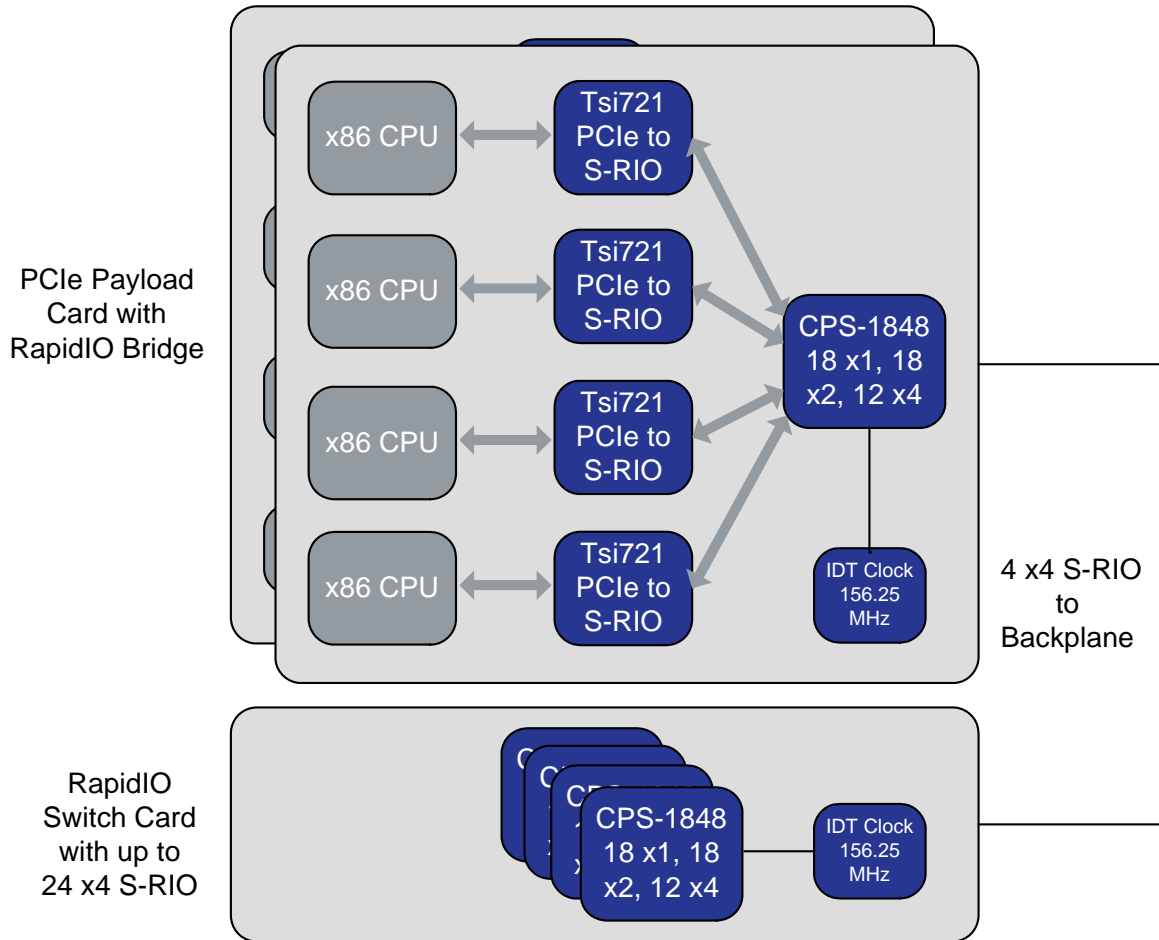 PCIe Payload
Card with
RapidIO Bridge
x86 CPU
Tsi721
PCIe to
S-RIO
x86 CPU
Tsi721
PCIe to
S-RIO
CPS-1848
18 x1, 18
x2, 12 x4
x86 CPU
Tsi721
PCIe to
S-RIO
x86 CPU
Tsi721
PCIe to
S-RIO
IDT Clock
156.25
MHz
4 x4 S-RIO
to
Backplane
RapidIO
Switch Card
with up to
24 x4 S-RIO
CPS-1848
18 x1, 18
x2, 12 x4
IDT Clock
156.25
MHz